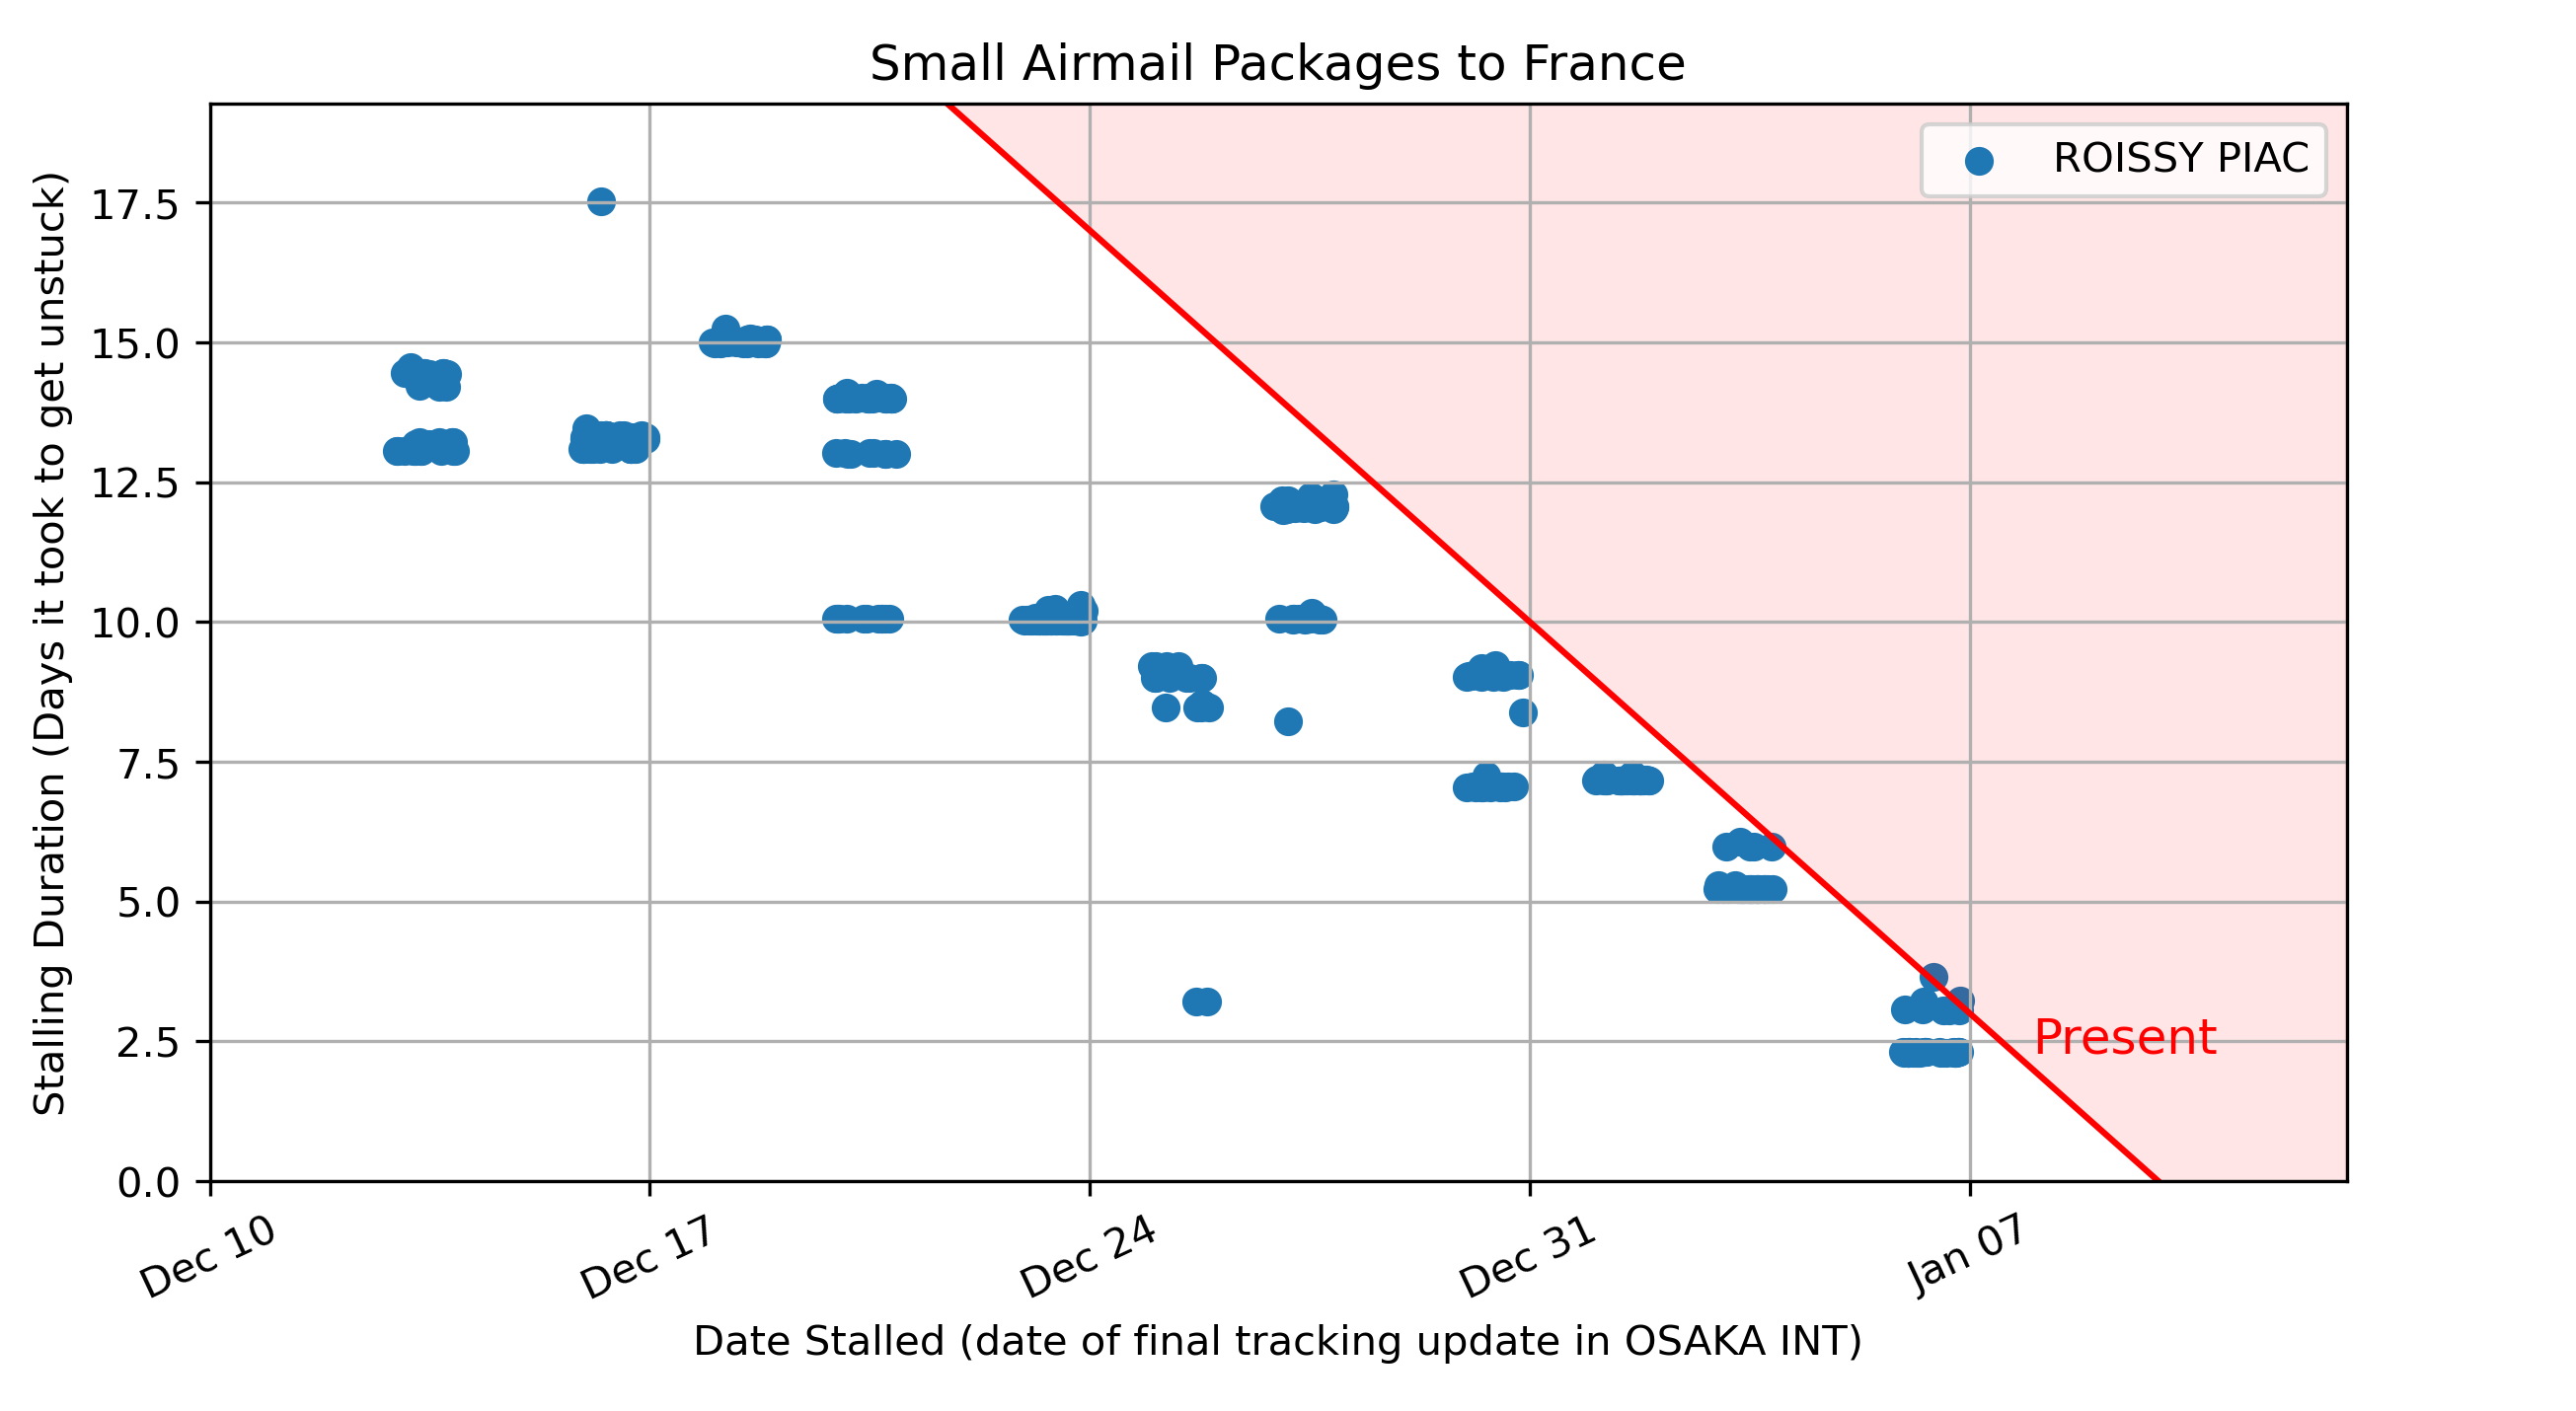 Small Airmail Packages to France
Stalling Duration (Days it took to get unstuck)
17.5
15.0
12.5
10.0
7.5
5.0
2.5
0.0
ROISSY PIAC
Present
Dec 10
Dec 17
Dec 24
Dec 31
Jan 07
Date Stalled (date of final tracking update in OSAKA INT)